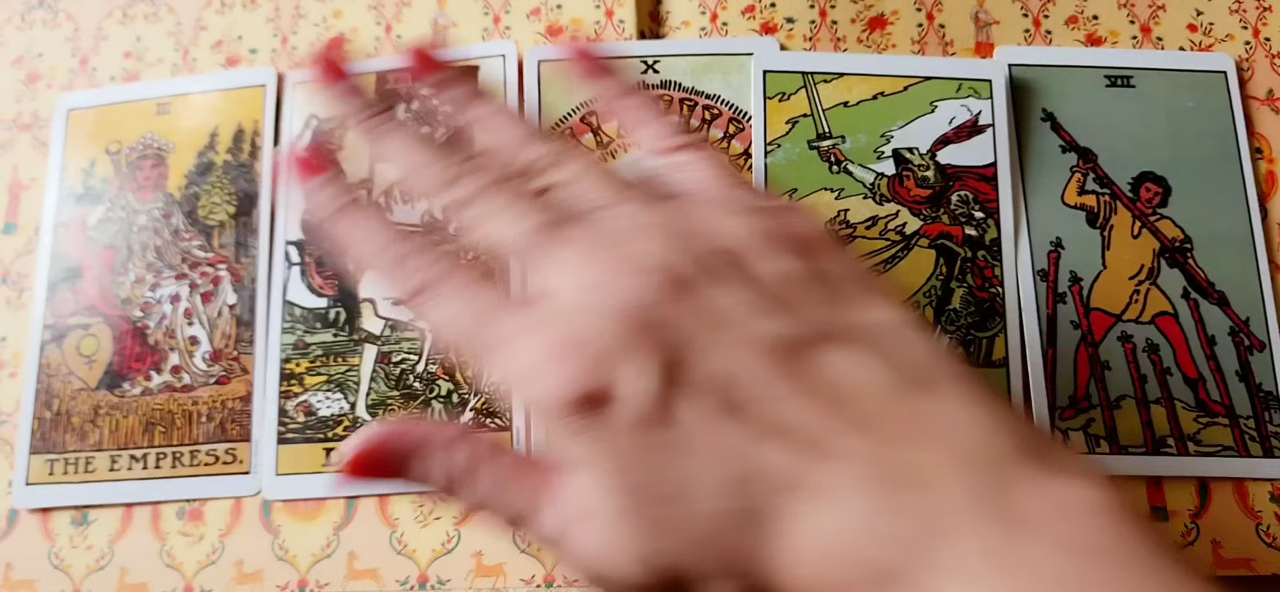 III
THE EMPRESS.
X
VII